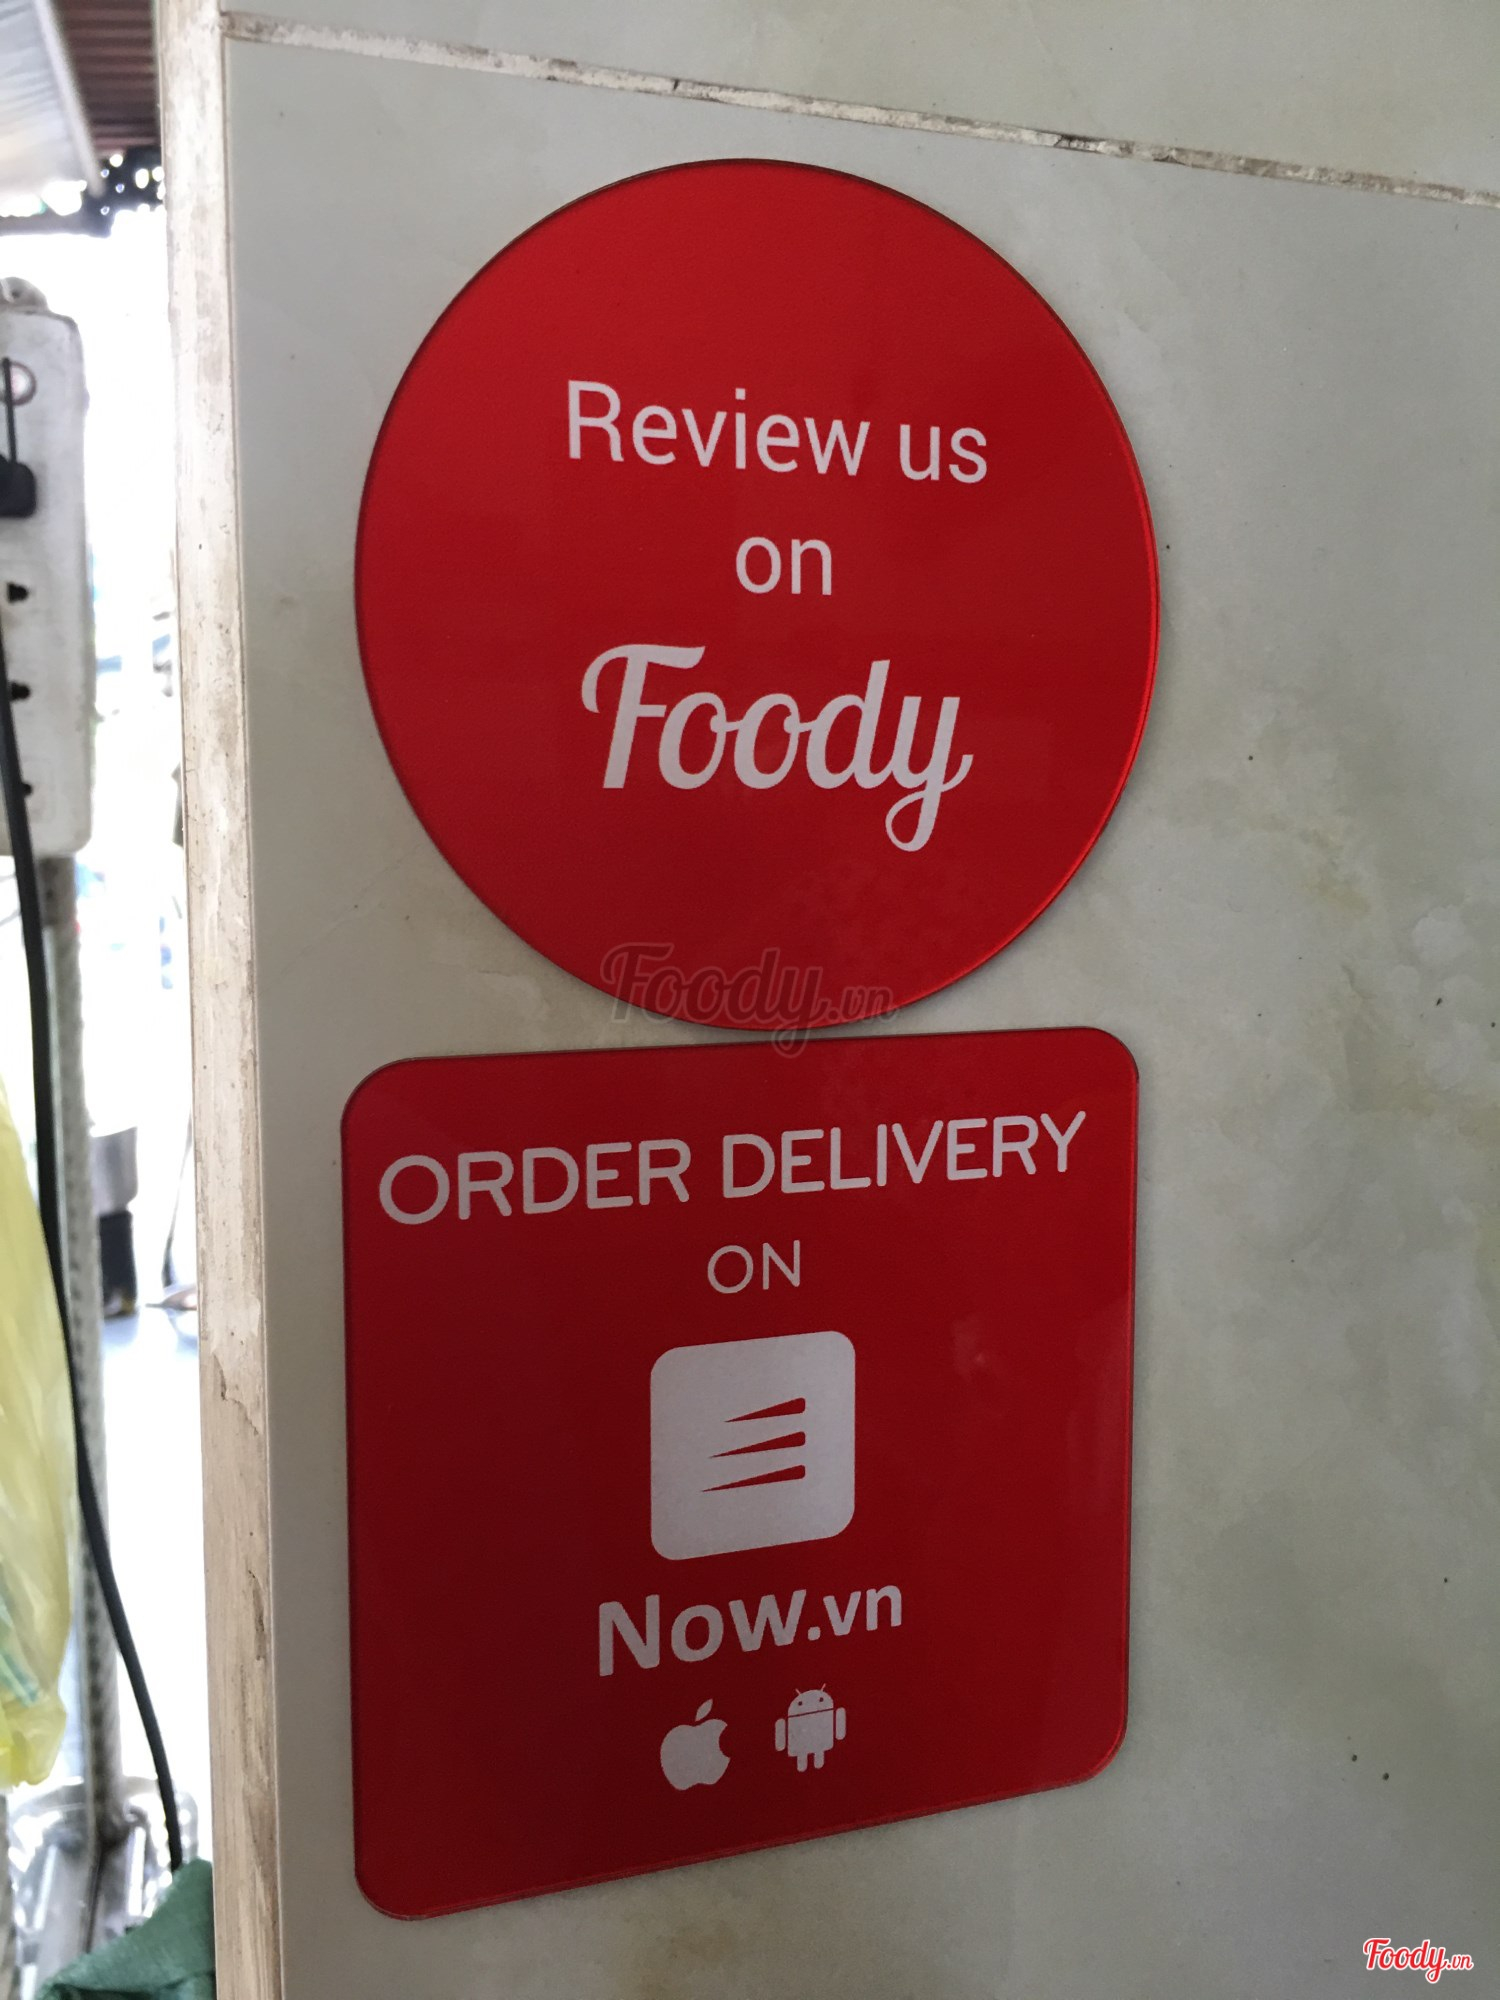 Review us
on
Foody
Foody.vn
ORDER DELIVERY
ON
Now.vn
Foody.vn